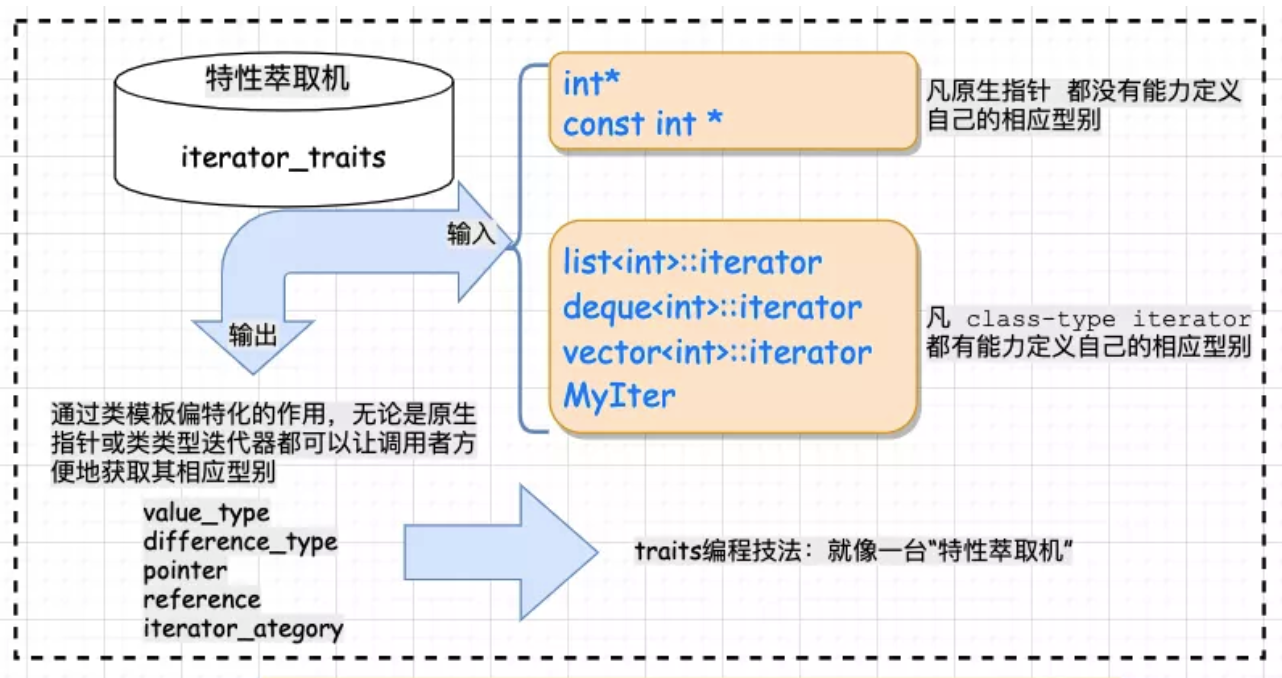 特性萃取机
iterator_traits
输入
输出
int*
const int *
凡原生指针 都没有能力定义
自己的相应型别
list<int>::iterator
deque<int>::iterator
vector<int>::iterator
MyIter
凡 class-type iterator
都有能力定义自己的相应型别
通过类模板偏特化的作用，无论是原生
指针或类类型迭代器都可以让调用者方
便地获取其相应型别
value_type
difference_type
pointer
reference
iterator_ategory
traits编程技法：就像一台“特性萃取机”